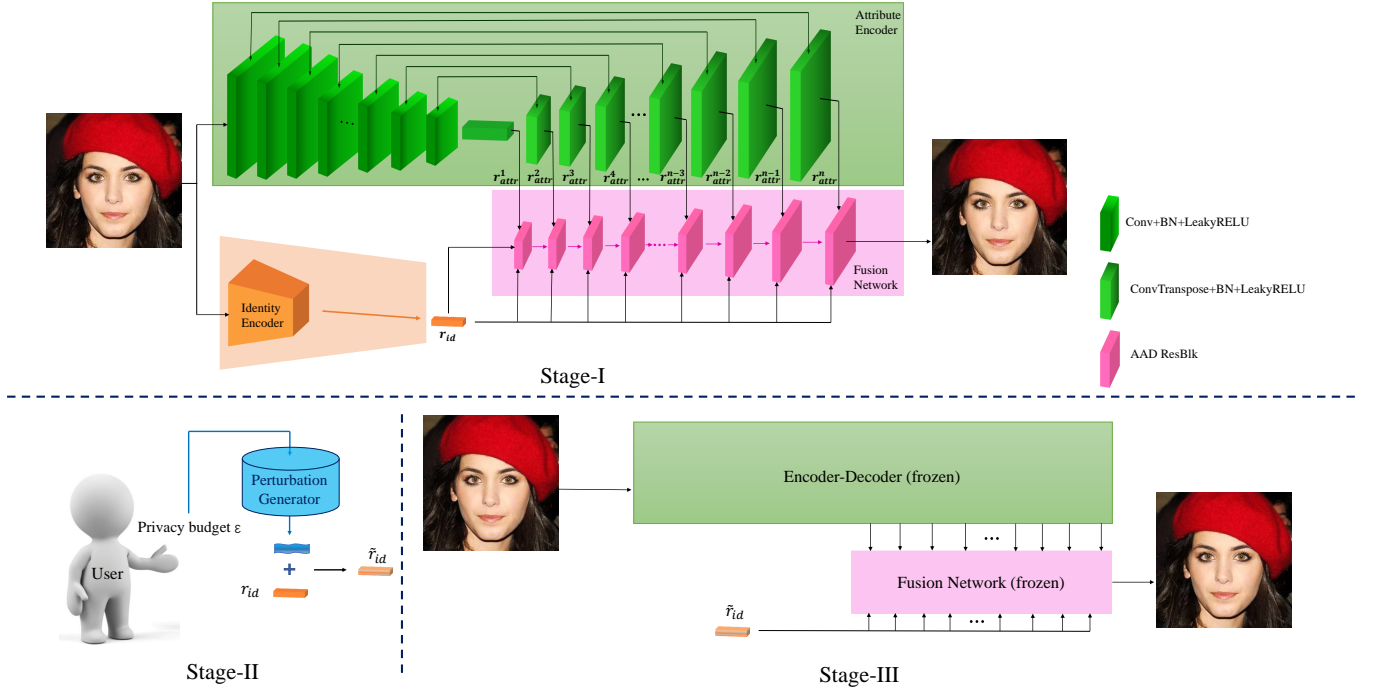 Attribute
Encoder
...
...
r¹attr r²attr r³attr r⁴attr ... rⁿ⁻³attr rⁿ⁻²attr rⁿ⁻¹attr rⁿattr
Fusion
Network
Identity
Encoder
r_id
Conv+BN+LeakyRELU
ConvTranspose+BN+LeakyRELU
AAD ResBlk
Stage-I
Perturbation
Generator
Privacy budget ε
User
+
r_id
r̃_id
Stage-II
Encoder-Decoder (frozen)
...
Fusion Network (frozen)
...
r̃_id
Stage-III